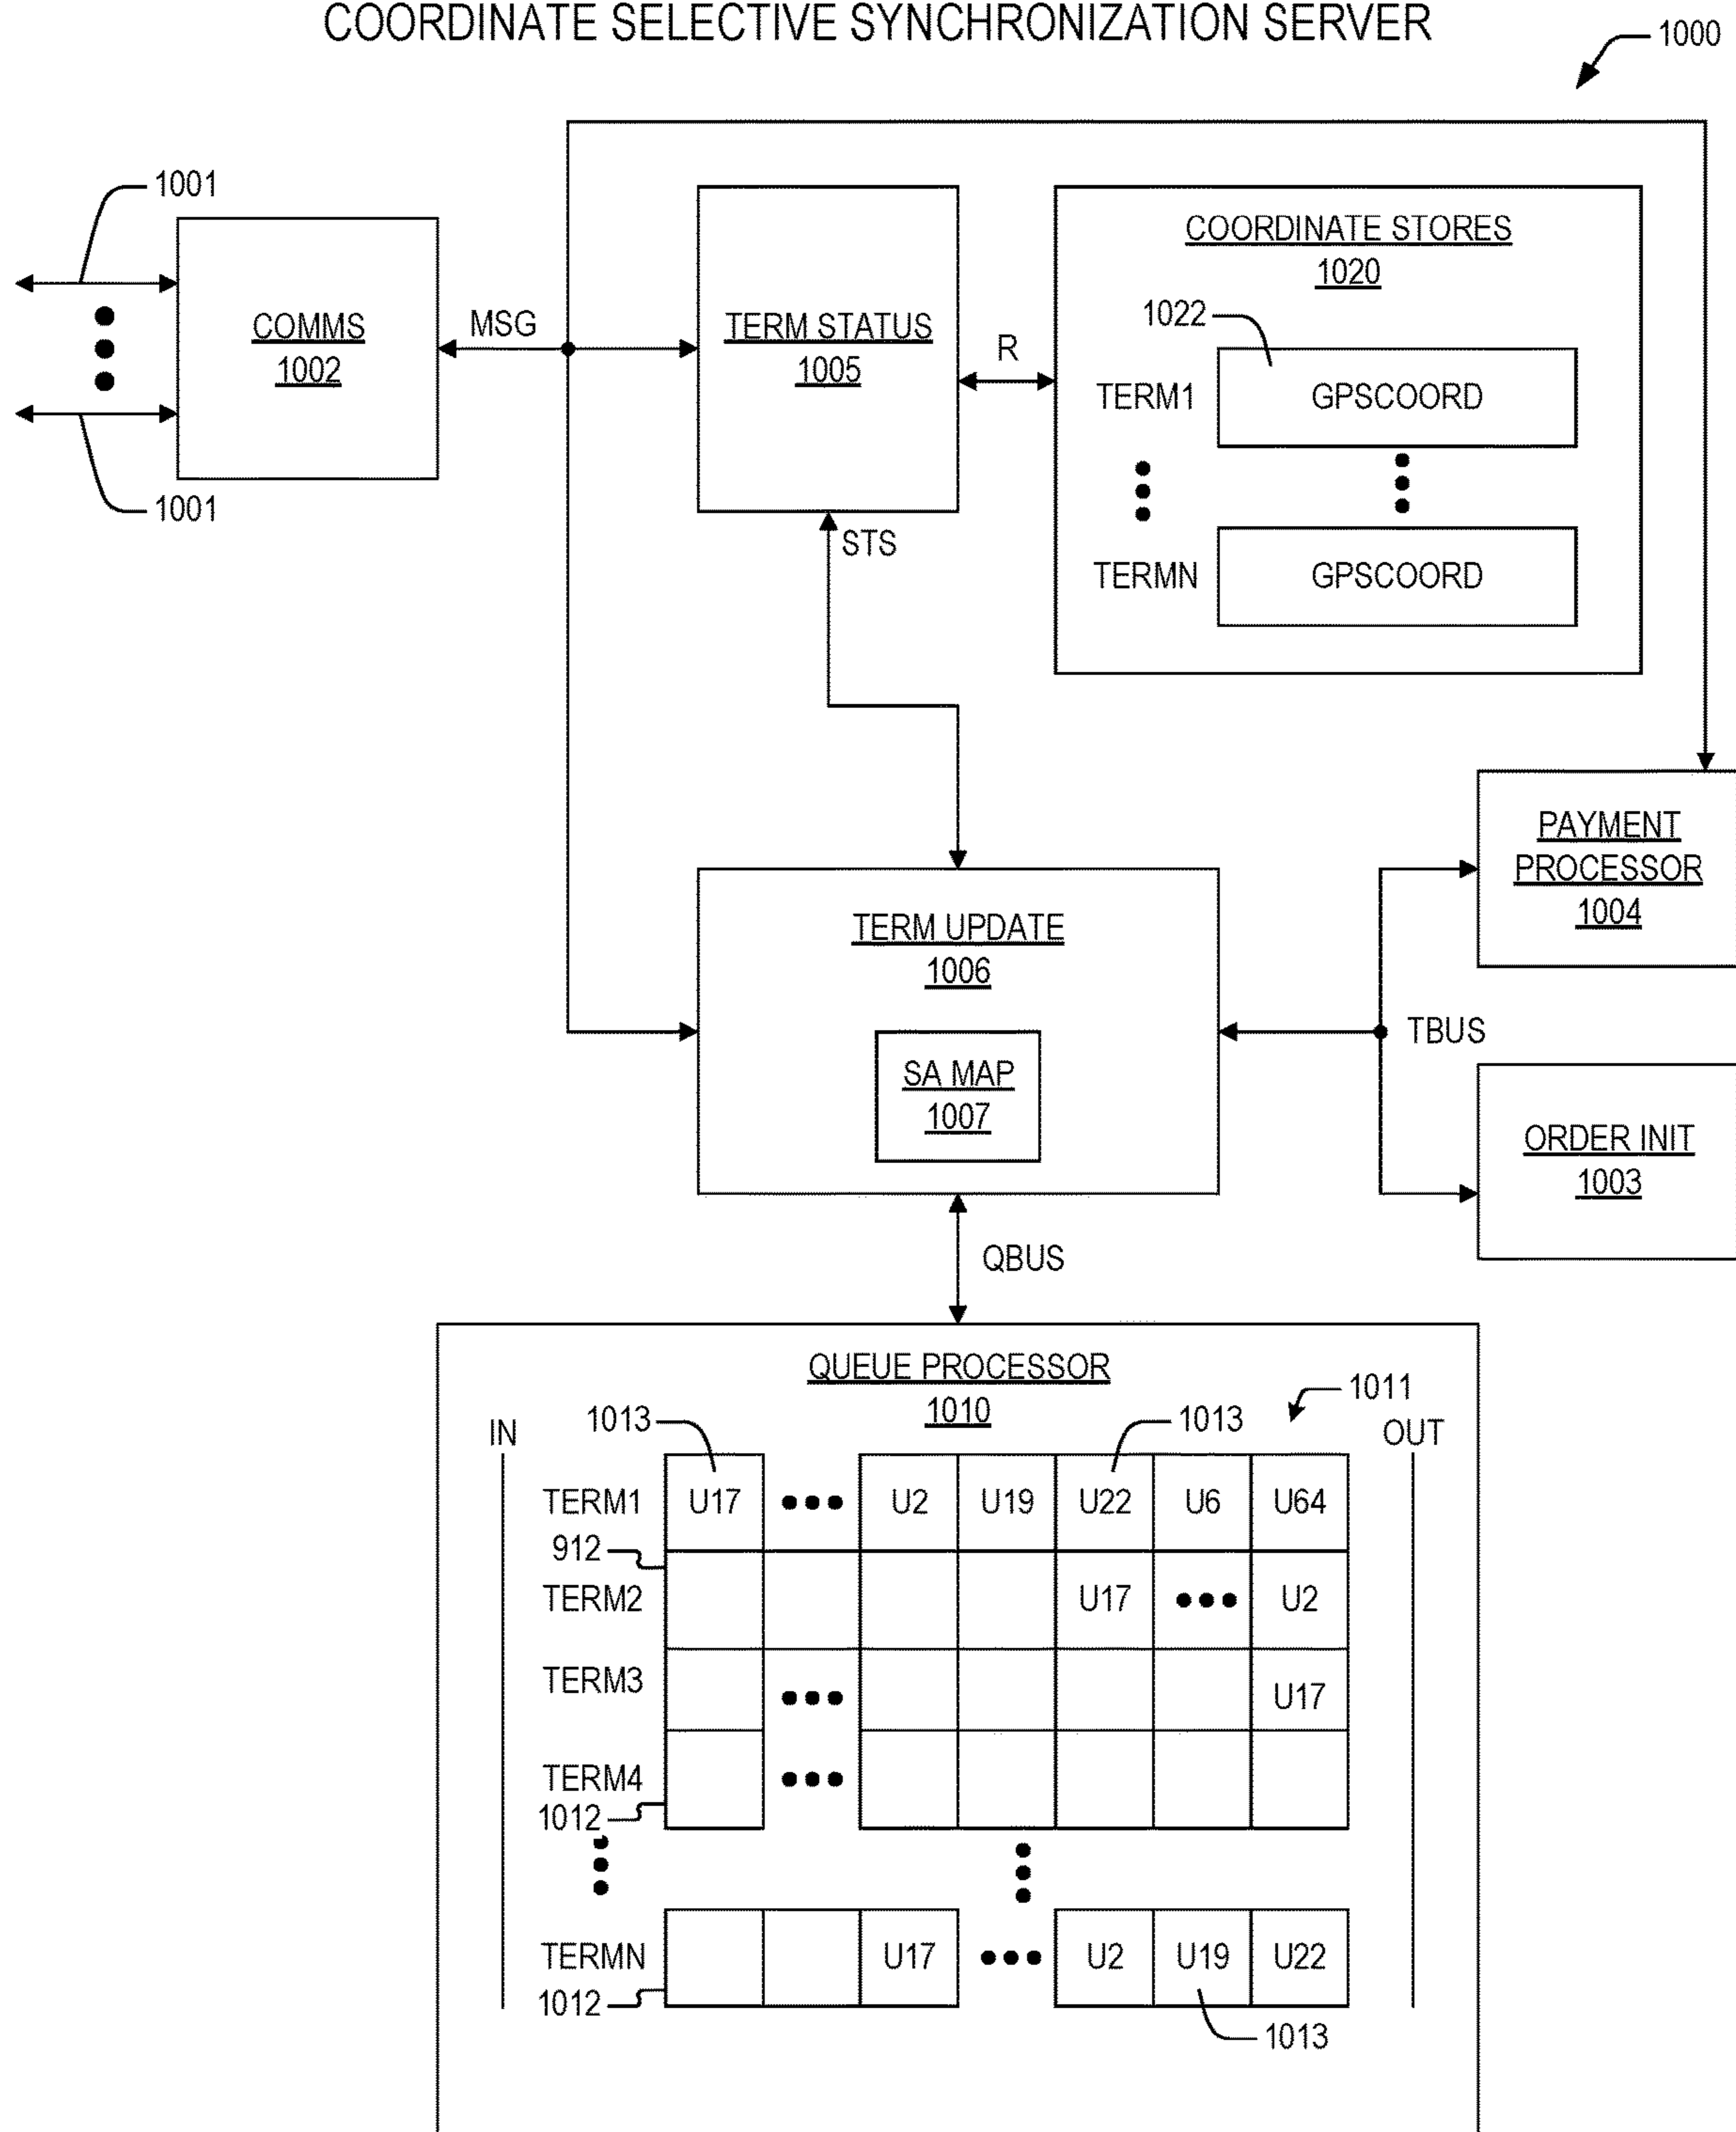 COORDINATE SELECTIVE SYNCHRONIZATION SERVER
1000
1001
1001
COMMS
1002
MSG
TERM STATUS
1005
R
COORDINATE STORES
1020
1022
TERM1
GPSCOORD
TERMN
GPSCOORD
STS
PAYMENT
PROCESSOR
1004
TERM UPDATE
1006
SA MAP
1007
TBUS
ORDER INIT
1003
QBUS
QUEUE PROCESSOR
1010
1011
IN
1013
1013
OUT
TERM1 U17 U2 U19 U22 U6 U64
912
TERM2 U17 U2
TERM3 U17
TERM4
1012
TERMN U17 U2 U19 U22
1012
1013